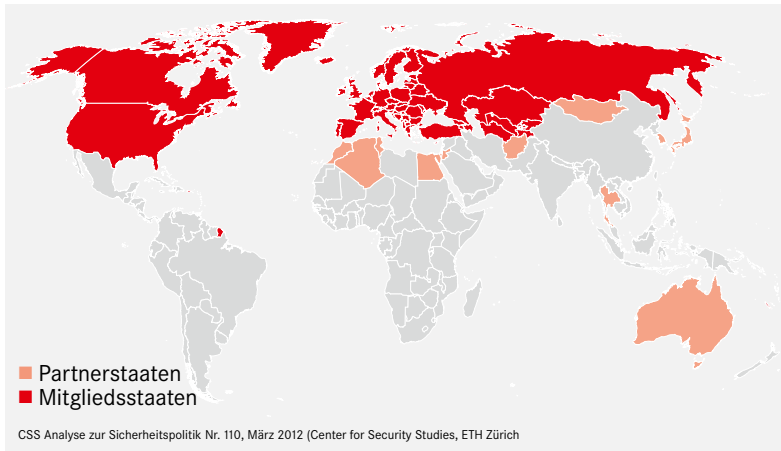 Partnerstaaten
Mitgliedsstaaten
CSS Analyse zur Sicherheitspolitik Nr. 110, März 2012 (Center for Security Studies, ETH Zürich